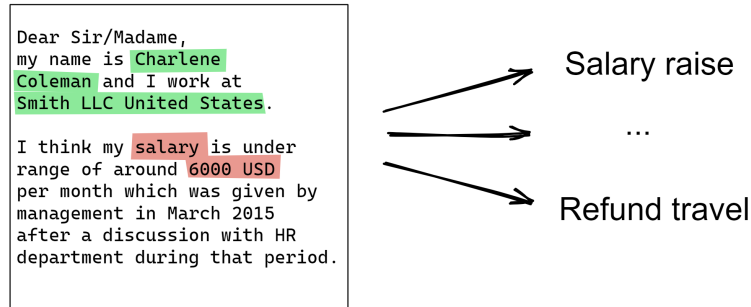 Dear Sir/Madame,
my name is Charlene
Coleman and I work at
Smith LLC United States.
I think my salary is under
range of around 6000 USD
per month which was given by
management in March 2015
after a discussion with HR
department during that period.
Salary raise
...
Refund travel